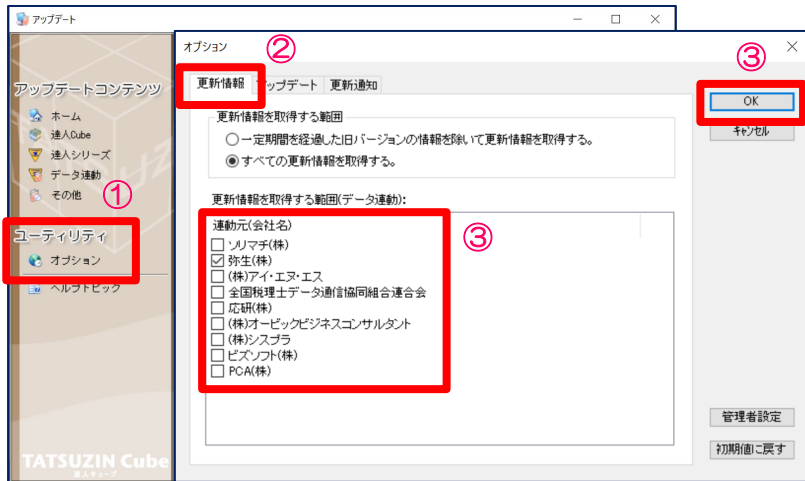 アップデート
オプション
②
③
更新情報
アップデート
更新通知
OK
キャンセル
更新情報を取得する範囲
一定期間を経過した旧バージョンの情報を除いて更新情報を取得する。
すべての更新情報を取得する。
更新情報を取得する範囲(データ連動):
連動元(会社名)
③
ソリマチ(株)
弥生(株)
(株)アイ・エヌ・エス
全国税理士データ通信協同組合連合会
応研(株)
(株)オービックビジネスコンサルタント
(株)シスプラ
ビズソフト(株)
PCA(株)
管理者設定
初期値に戻す
アップデートコンテンツ
ホーム
達人Cube
達人シリーズ
データ連動
その他
①
ユーティリティ
オプション
ヘルプトピック
TATSUZIN Cube
達人キューブ